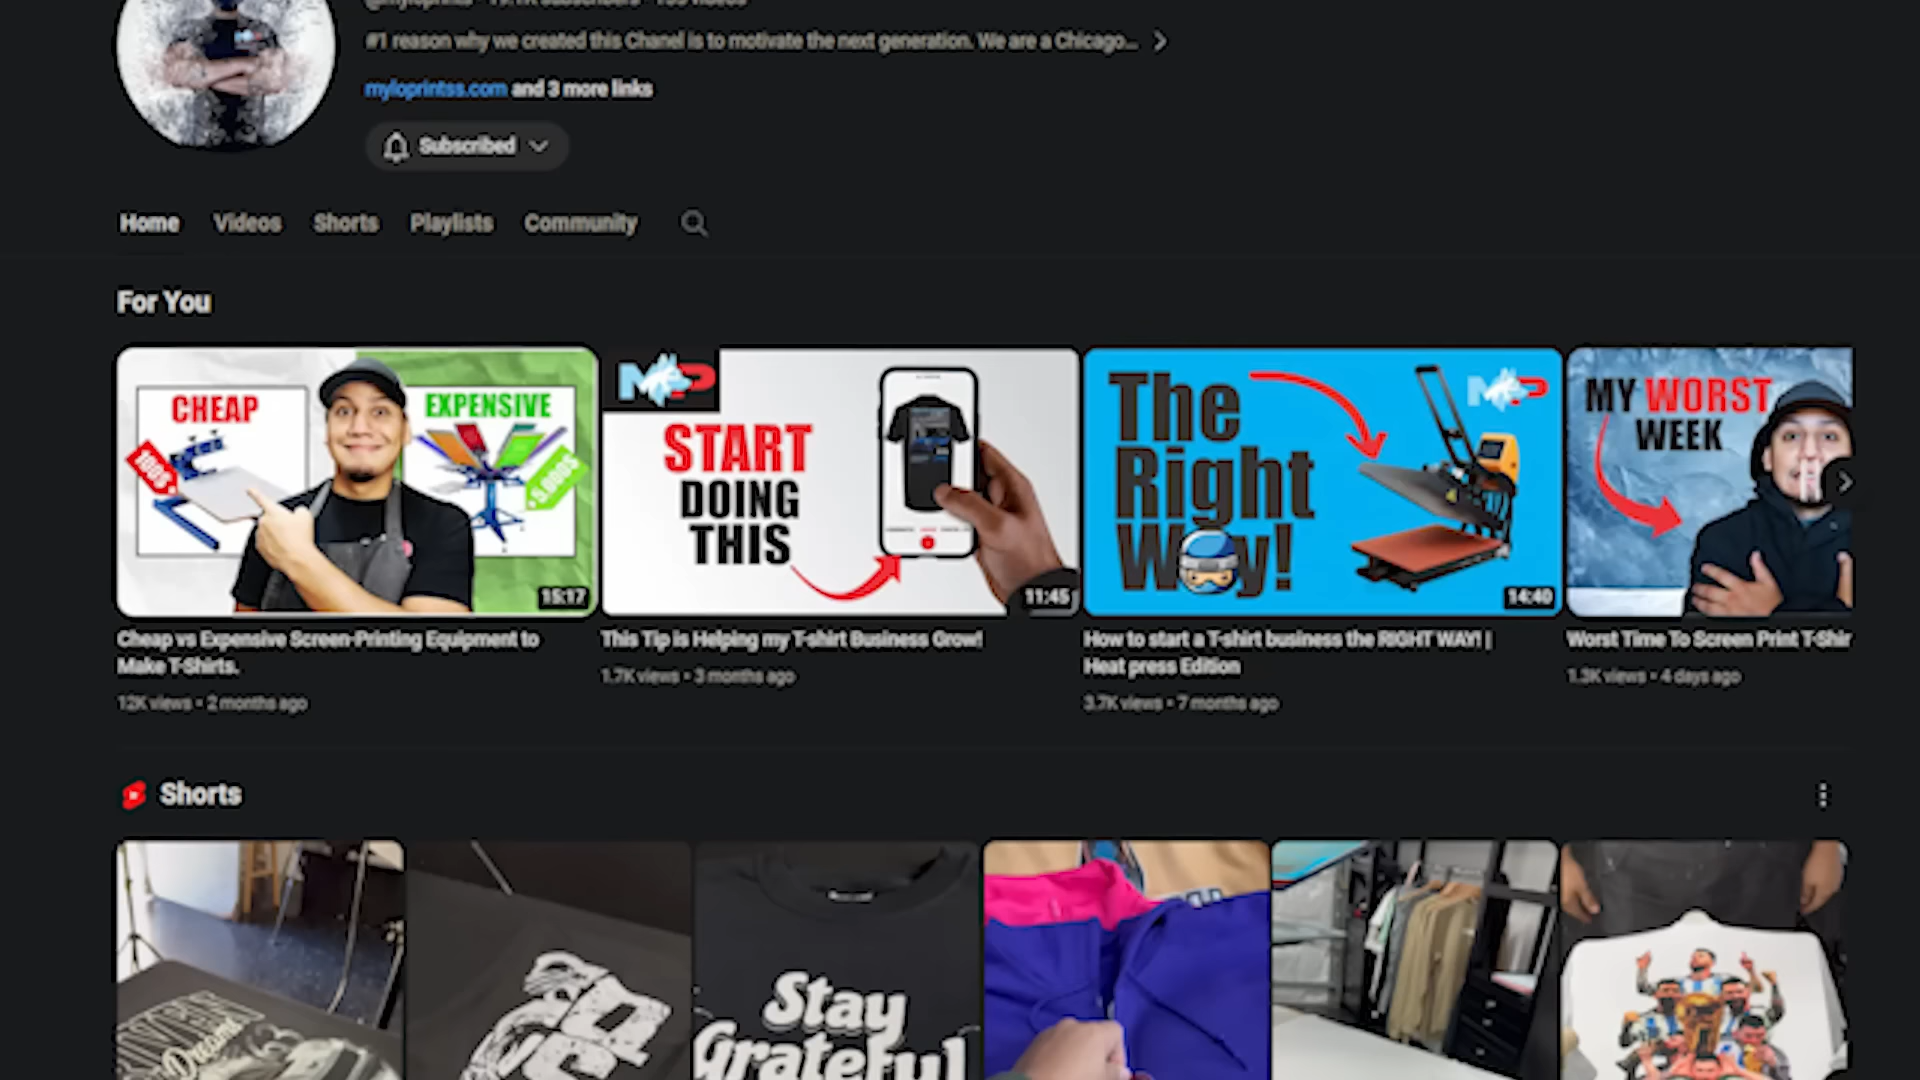 #1 reason why we created this Chanel is to motivate the next generation. We are a Chicago...
myloprintss.com and 3 more links
Subscribed
Home Videos Shorts Playlists Community
For You
CHEAP
EXPENSIVE
100$
15:17
MP
START
DOING
THIS
11:45
The
Right
Way!
MP
14:40
MY WORST
WEEK
Cheap vs Expensive Screen-Printing Equipment to
Make T-Shirts.
12K views • 2 months ago
This Tip is Helping my T-shirt Business Grow!
1.7K views • 3 months ago
How to start a T-shirt business the RIGHT WAY! |
Heat press Edition
3.7K views • 7 months ago
Worst Time To Screen Print T-Shir
1.3K views • 4 days ago
Shorts
Dreams
Stay
Grateful